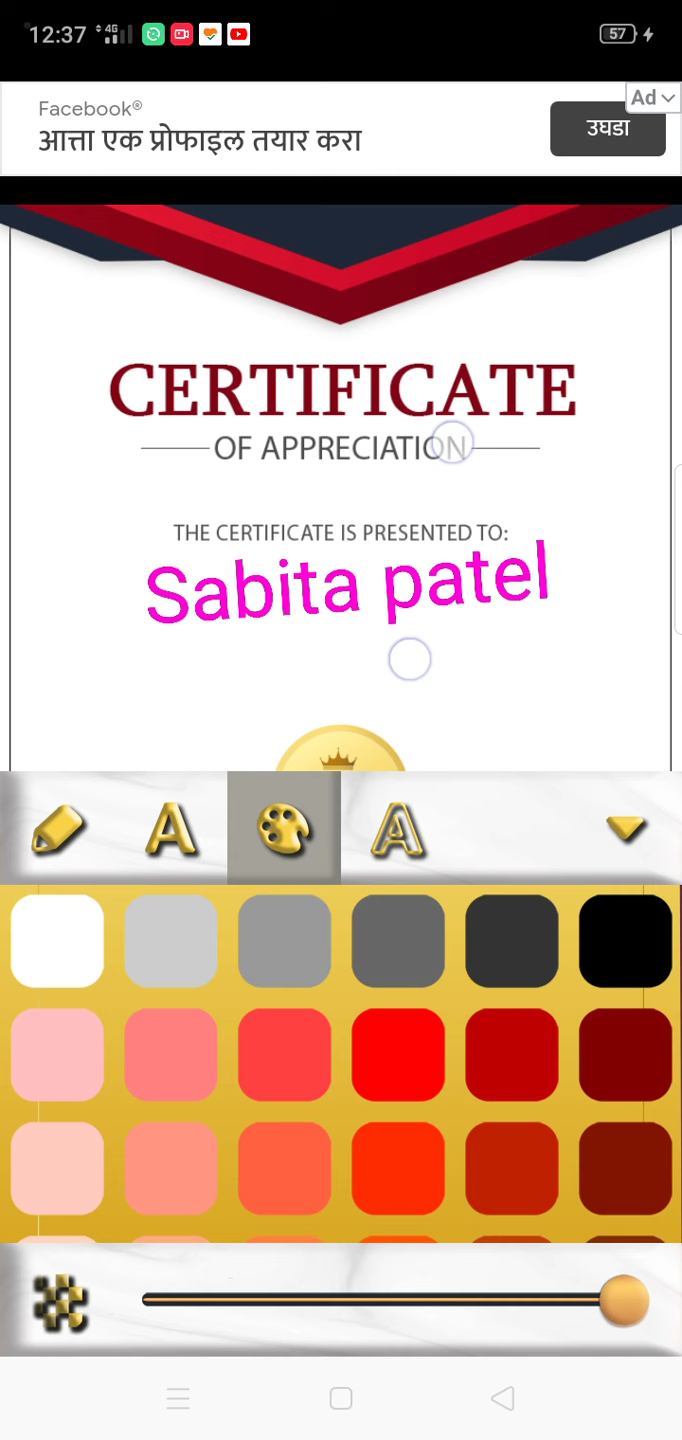 12:37
4G
57
Facebook®
Ad
आत्ता एक प्रोफाइल तयार करा
उघडा
CERTIFICATE
OF APPRECIATION
THE CERTIFICATE IS PRESENTED TO:
Sabita patel
A
A